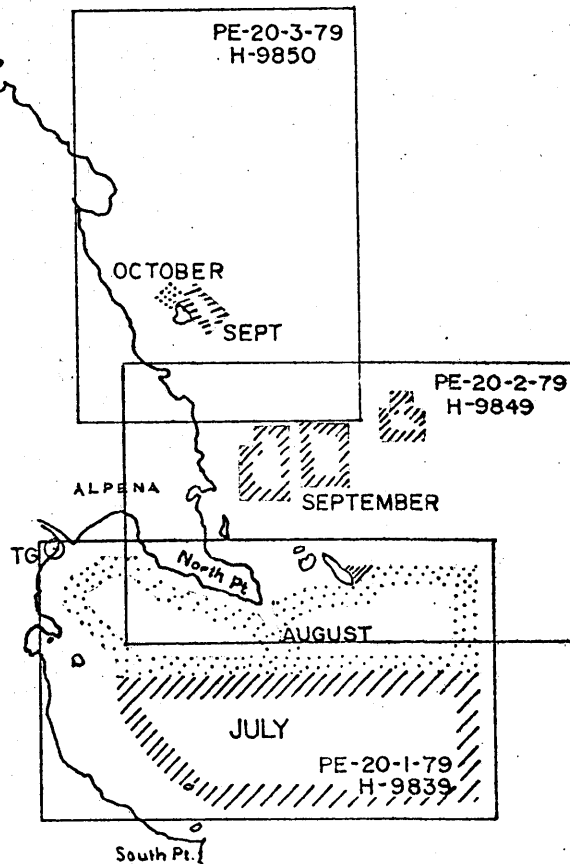 PE-20-3-79
H-9850
OCTOBER
SEPT
PE-20-2-79
H-9849
ALPENA
SEPTEMBER
TG
North Pt.
AUGUST
JULY
PE-20-1-79
H-9839
South Pt.